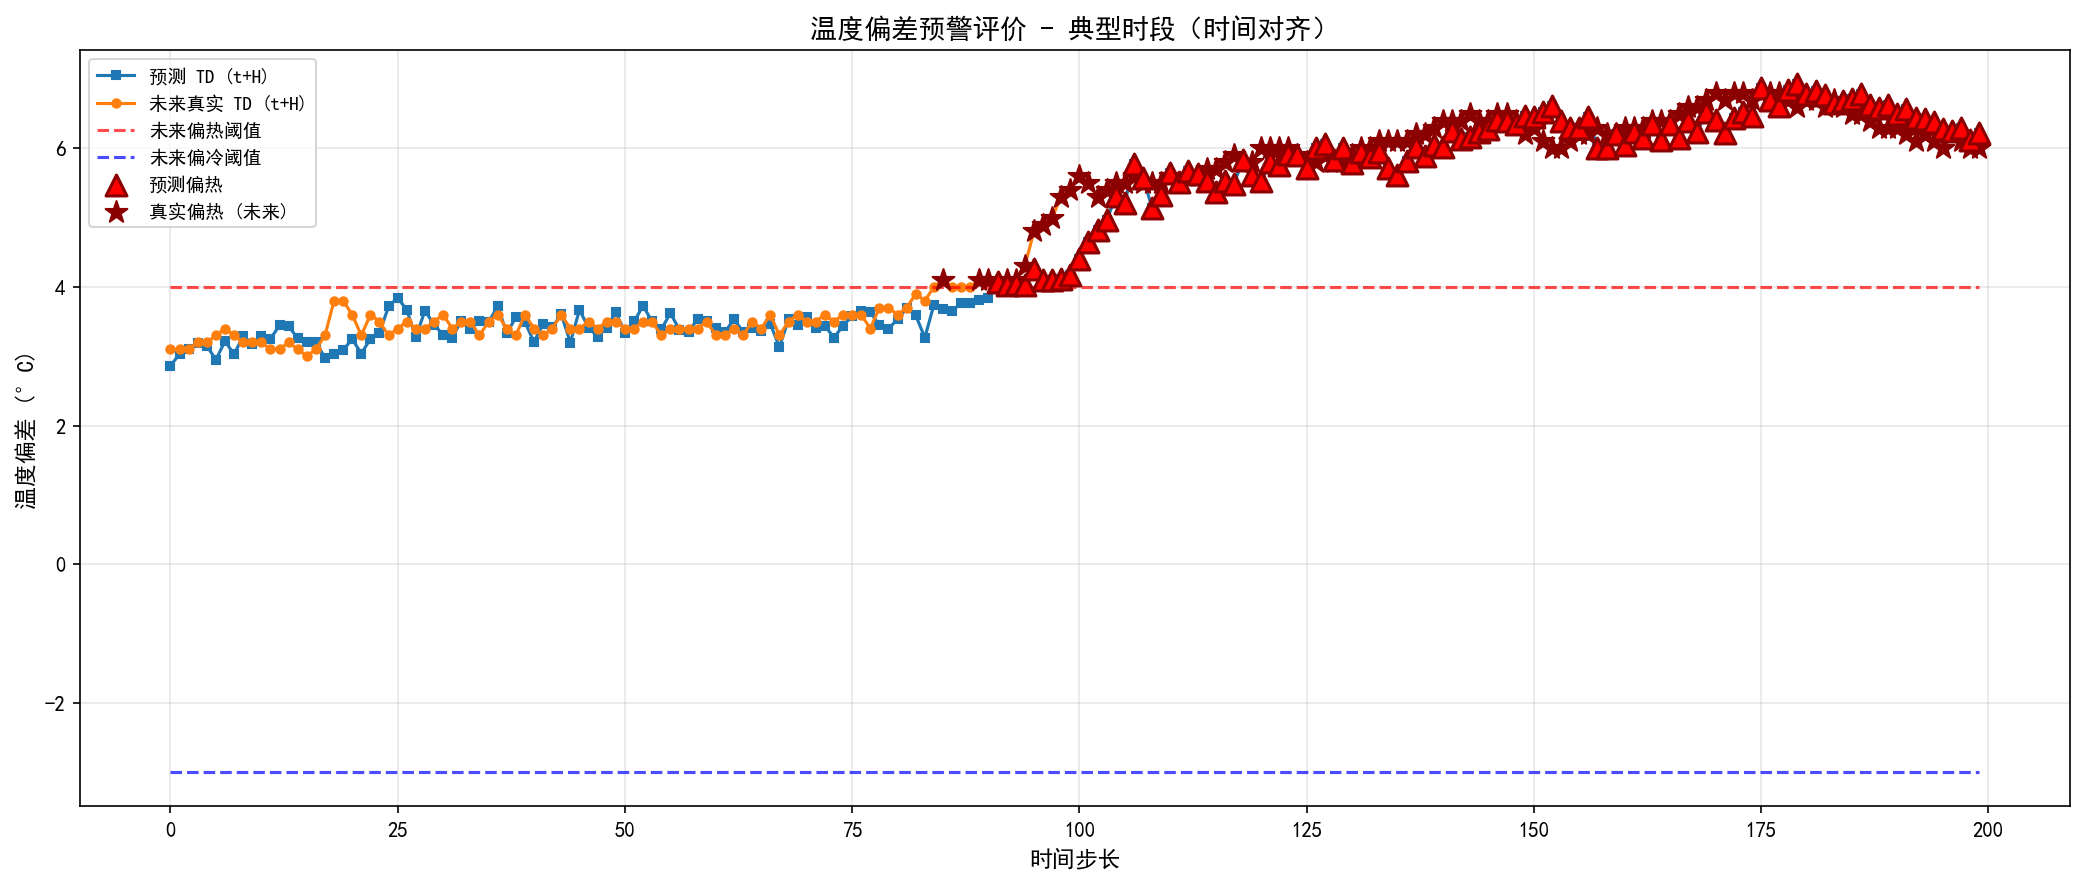 温度偏差预警评价 - 典型时段（时间对齐）
预测 TD (t+H)
未来真实 TD (t+H)
未来偏热阈值
未来偏冷阈值
预测偏热
真实偏热 (未来)
温度偏差 (°C)
6
4
2
0
−2
0 25 50 75 100 125 150 175 200
时间步长